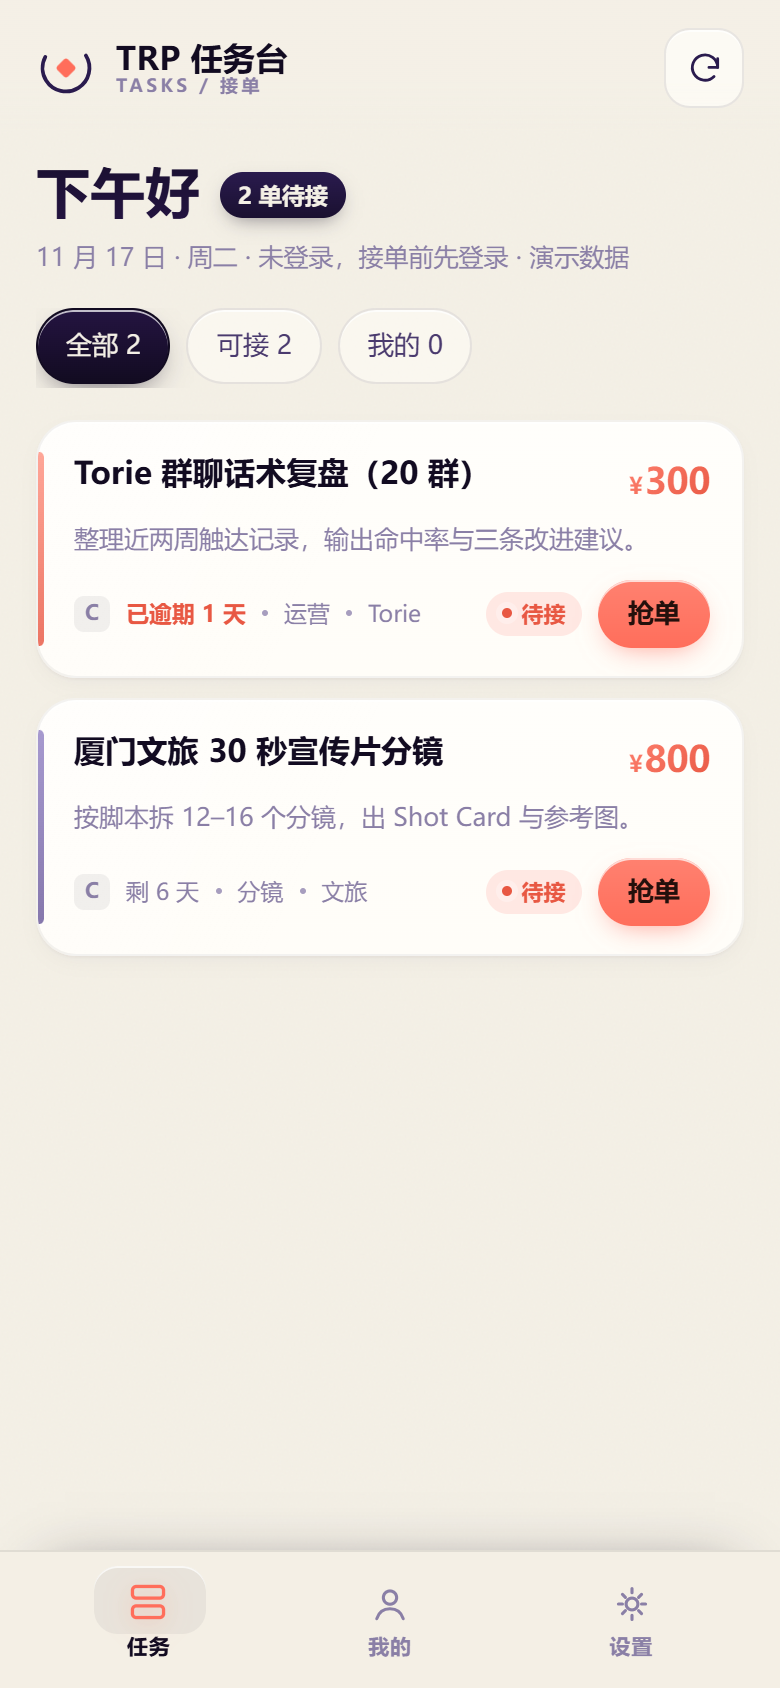 TRP 任务台
TASKS / 接单
下午好
2 单待接
11 月 17 日 · 周二 · 未登录，接单前先登录 · 演示数据
全部 2
可接 2
我的 0
Torie 群聊话术复盘（20 群）
¥300
整理近两周触达记录，输出命中率与三条改进建议。
C 已逾期 1 天 • 运营 • Torie
待接
抢单
厦门文旅 30 秒宣传片分镜
¥800
按脚本拆 12–16 个分镜，出 Shot Card 与参考图。
C 剩 6 天 • 分镜 • 文旅
待接
抢单
任务
我的
设置